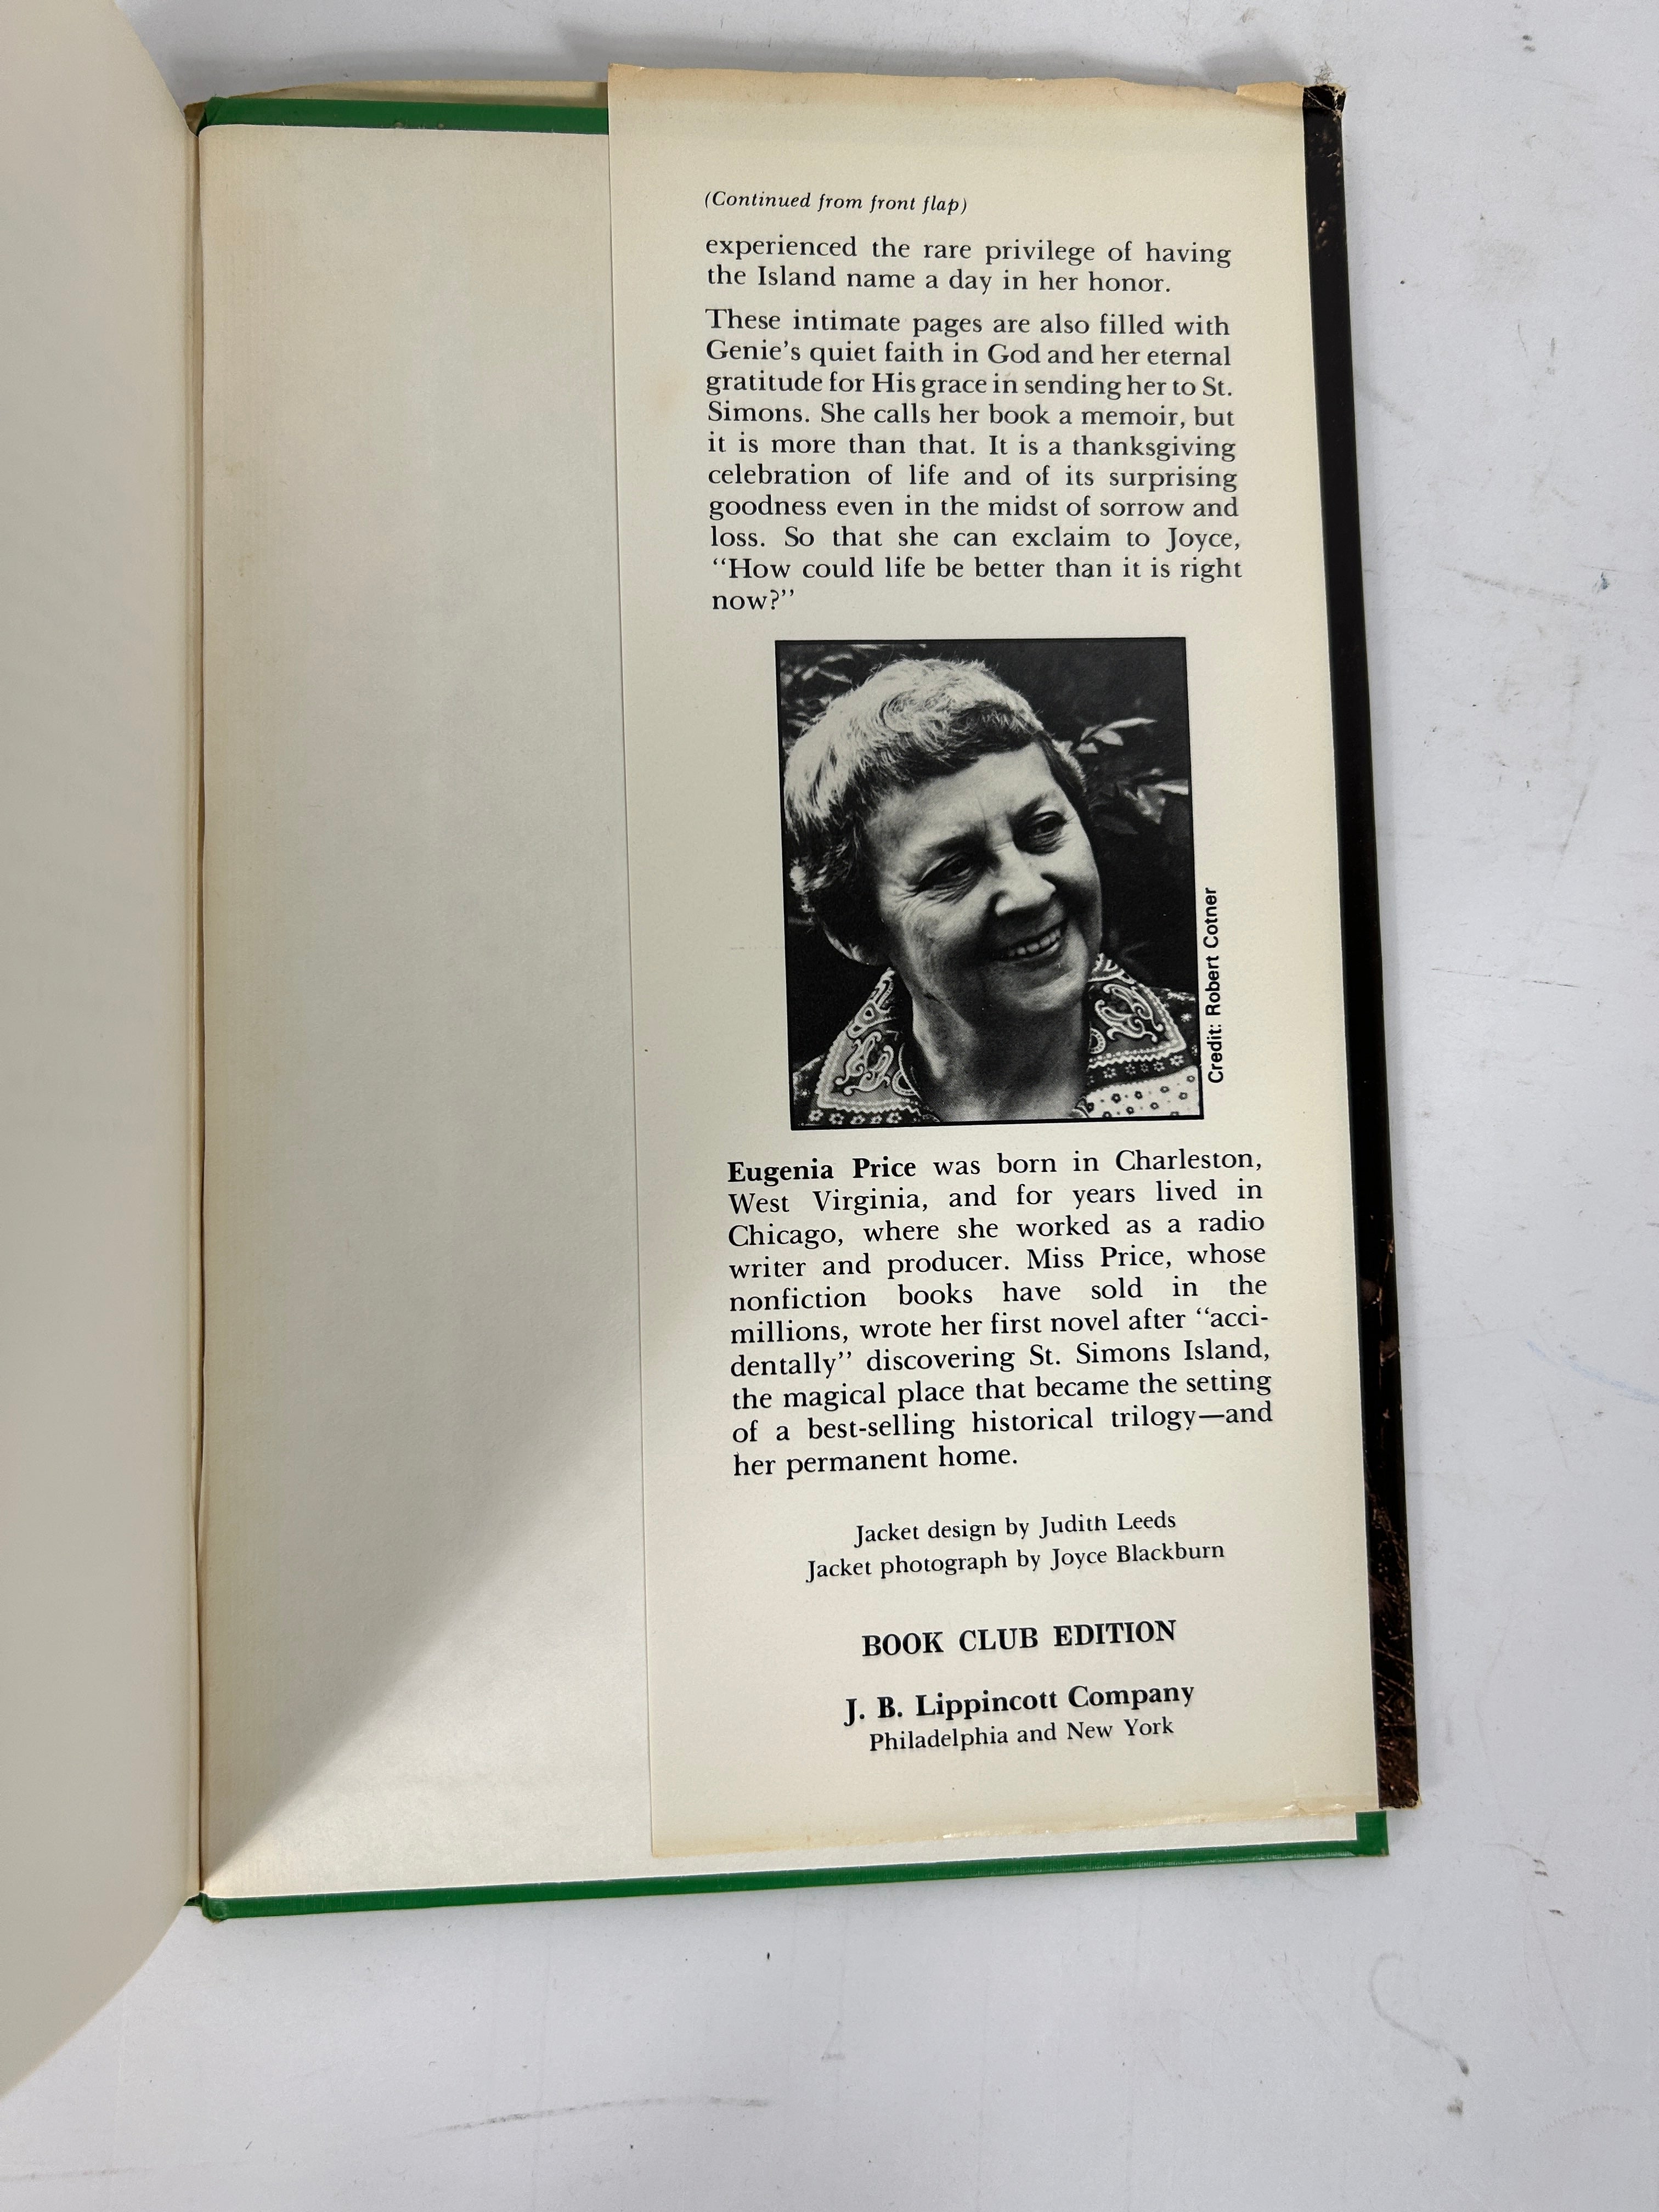 (Continued from front flap)
experienced the rare privilege of having
the Island name a day in her honor.
These intimate pages are also filled with
Genie's quiet faith in God and her eternal
gratitude for His grace in sending her to St.
Simons. She calls her book a memoir, but
it is more than that. It is a thanksgiving
celebration of life and of its surprising
goodness even in the midst of sorrow and
loss. So that she can exclaim to Joyce,
"How could life be better than it is right
now?"
Credit: Robert Cotner
Eugenia Price was born in Charleston,
West Virginia, and for years lived in
Chicago, where she worked as a radio
writer and producer. Miss Price, whose
nonfiction books have sold in the
millions, wrote her first novel after "acci-
dentally" discovering St. Simons Island,
the magical place that became the setting
of a best-selling historical trilogy—and
her permanent home.
Jacket design by Judith Leeds
Jacket photograph by Joyce Blackburn
BOOK CLUB EDITION
J. B. Lippincott Company
Philadelphia and New York